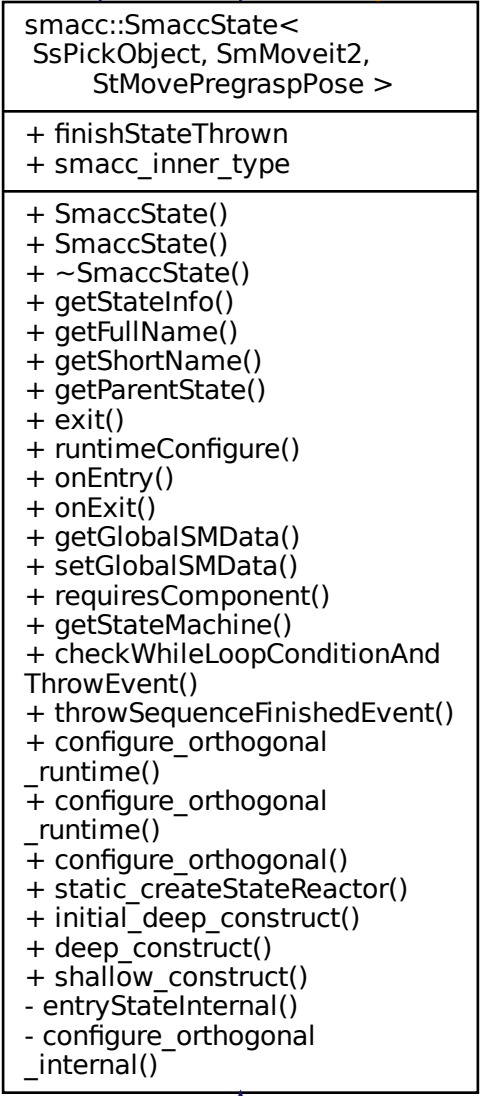 smacc::SmaccState<
SsPickObject, SmMoveit2,
StMovePregraspPose >
+ finishStateThrown
+ smacc_inner_type
+ SmaccState()
+ SmaccState()
+ ~SmaccState()
+ getStateInfo()
+ getFullName()
+ getShortName()
+ getParentState()
+ exit()
+ runtimeConfigure()
+ onEntry()
+ onExit()
+ getGlobalSMData()
+ setGlobalSMData()
+ requiresComponent()
+ getStateMachine()
+ checkWhileLoopConditionAnd
ThrowEvent()
+ throwSequenceFinishedEvent()
+ configure_orthogonal
_runtime()
+ configure_orthogonal
_runtime()
+ configure_orthogonal()
+ static_createStateReactor()
+ initial_deep_construct()
+ deep_construct()
+ shallow_construct()
- entryStateInternal()
- configure_orthogonal
_internal()